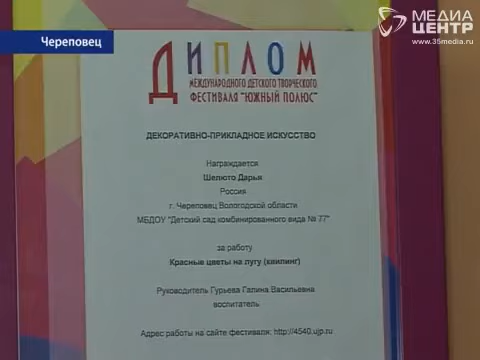 Череповец
МЕДИА
ЦЕНТР
www.35media.ru
ДИПЛОМ
МЕЖДУНАРОДНОГО ДЕТСКОГО ТВОРЧЕСКОГО
ФЕСТИВАЛЯ "ЮЖНЫЙ ПОЛЮС"
ДЕКОРАТИВНО-ПРИКЛАДНОЕ ИСКУССТВО
Награждается
Шелюто Дарья
Россия
г. Череповец Вологодской области
МБДОУ "Детский сад комбинированного вида № 77"
за работу
Красные цветы на лугу (квилинг)
Руководитель Гурьева Галина Васильевна
воспитатель
Адрес работы на сайте фестиваля: http://4540.ujp.ru